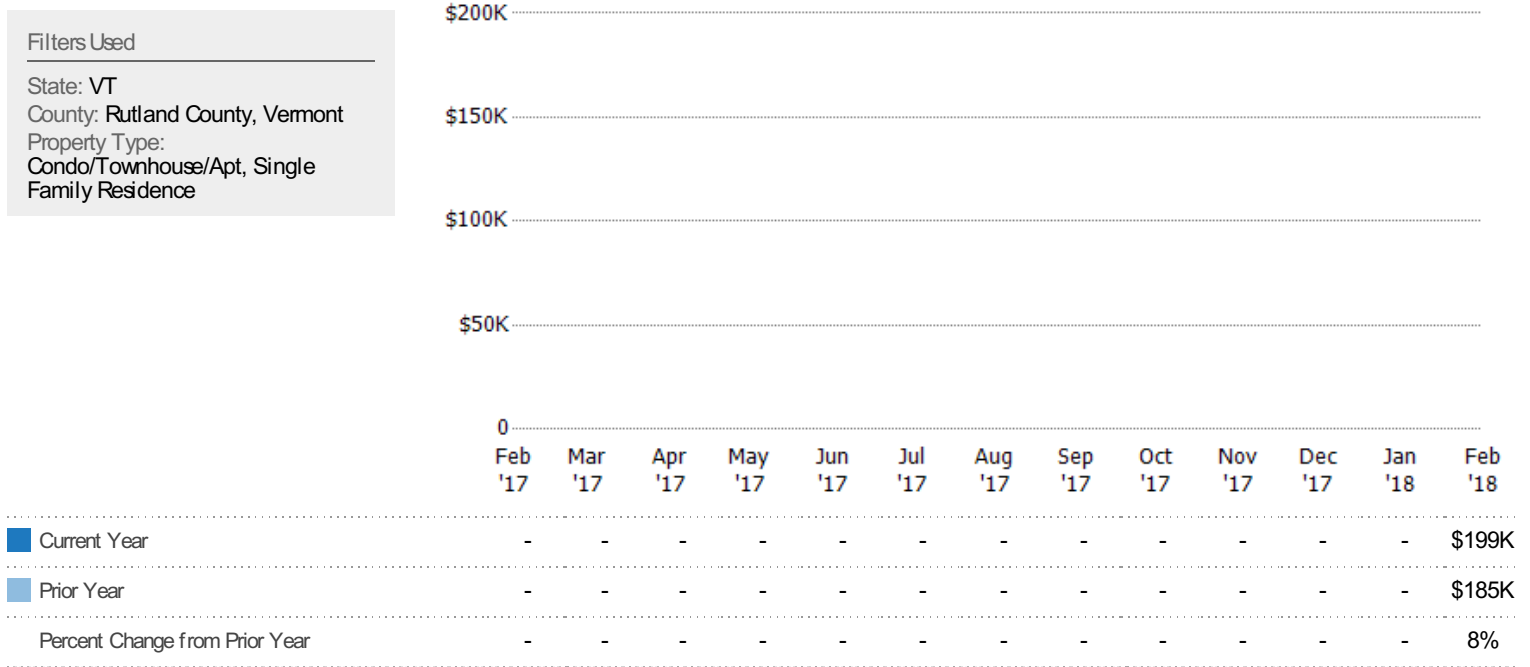 Filters Used
State: VT
County: Rutland County, Vermont
Property Type:
Condo/Townhouse/Apt, Single
Family Residence
$200K
$150K
$100K
$50K
0
Feb Mar Apr May Jun Jul Aug Sep Oct Nov Dec Jan Feb
'17 '17 '17 '17 '17 '17 '17 '17 '17 '17 '17 '18 '18
Current Year - - - - - - - - - - - - $199K
Prior Year - - - - - - - - - - - - $185K
Percent Change from Prior Year - - - - - - - - - - - - 8%